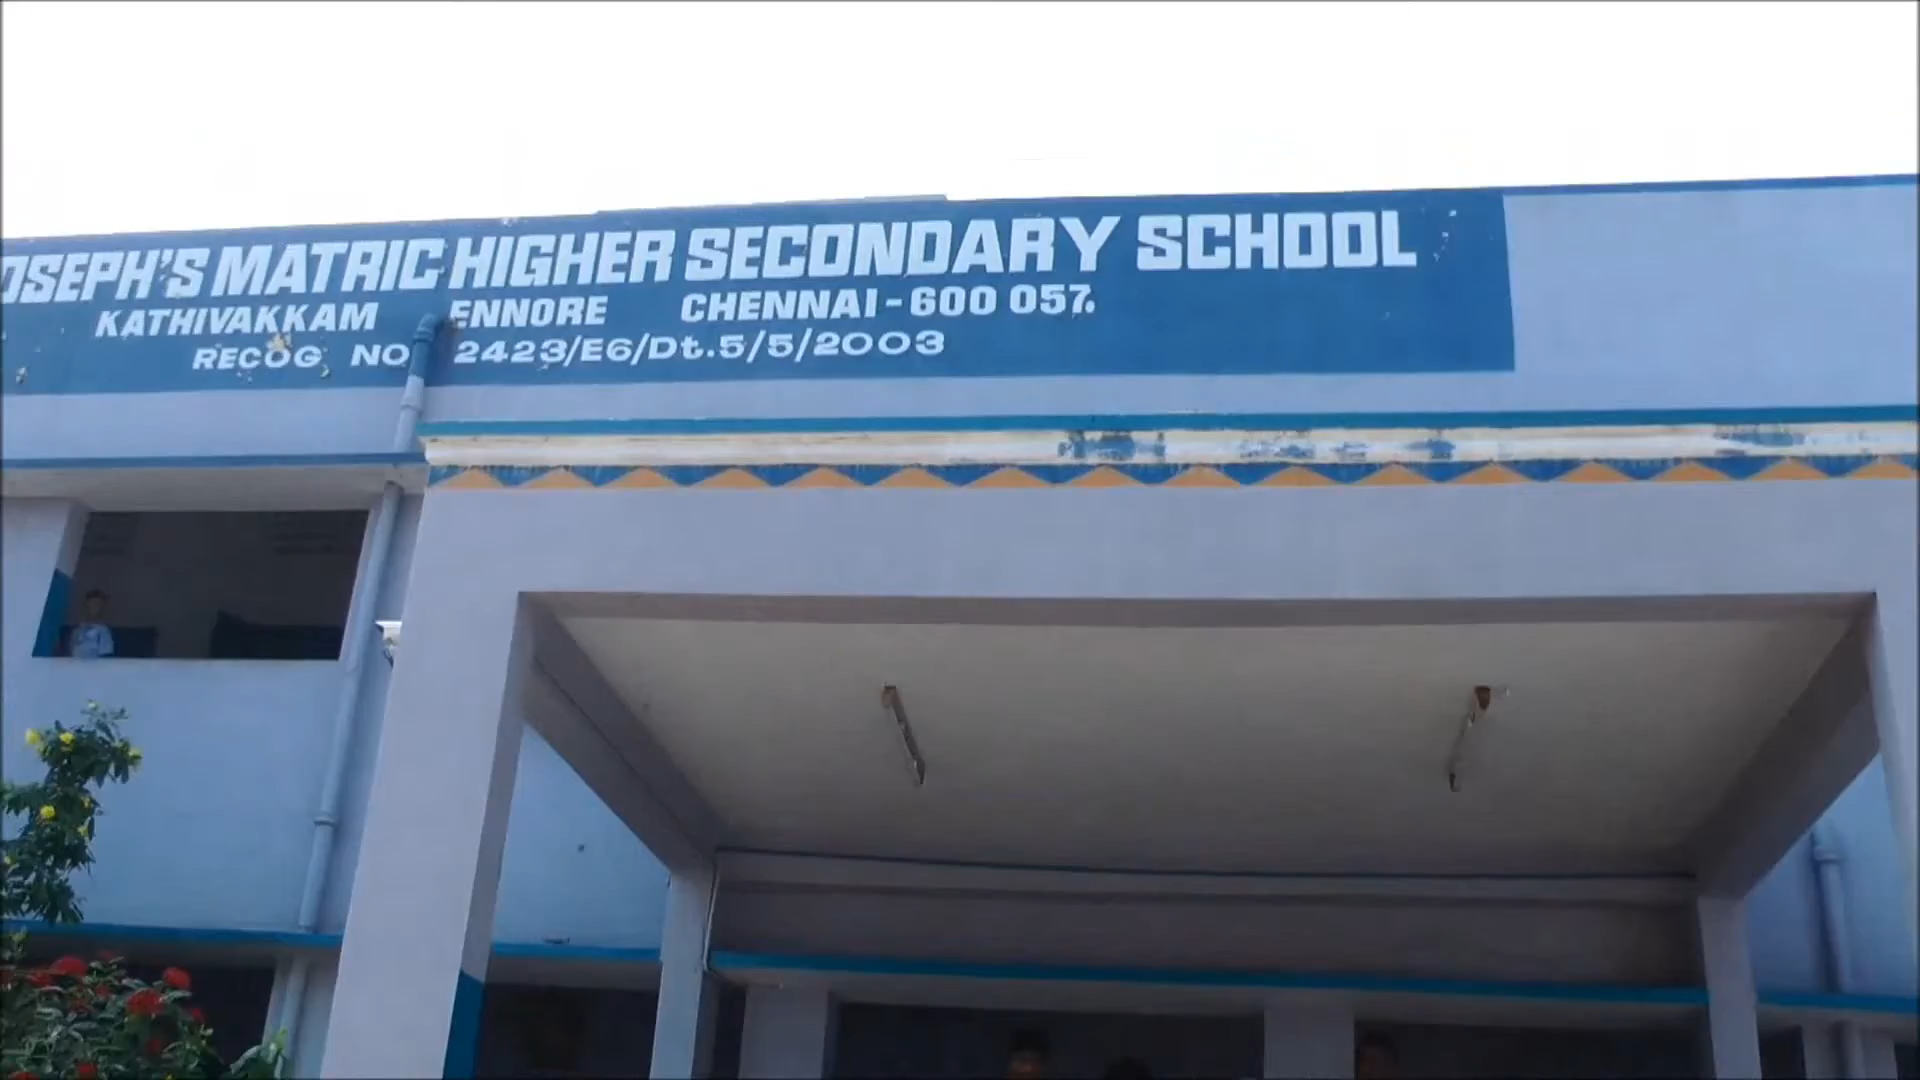 OSEPH'S MATRIC HIGHER SECONDARY SCHOOL
KATHIVAKKAM ENNORE CHENNAI-600 057.
RECOG NO 2423/E6/Dt.5/5/2003